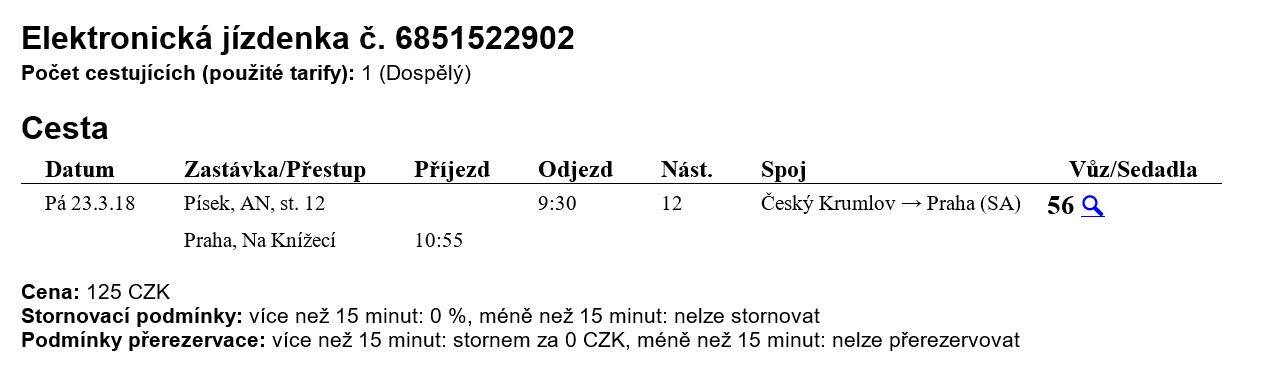 Elektronická jízdenka č. 6851522902
Počet cestujících (použité tarify): 1 (Dospělý)
Cesta
Datum Zastávka/Přestup Příjezd Odjezd Nást. Spoj Vůz/Sedadla
Pá 23.3.18 Písek, AN, st. 12 9:30 12 Český Krumlov → Praha (SA) 56
Praha, Na Knížecí 10:55
Cena: 125 CZK
Stornovací podmínky: více než 15 minut: 0 %, méně než 15 minut: nelze stornovat
Podmínky přerezervace: více než 15 minut: stornem za 0 CZK, méně než 15 minut: nelze přerezervovat